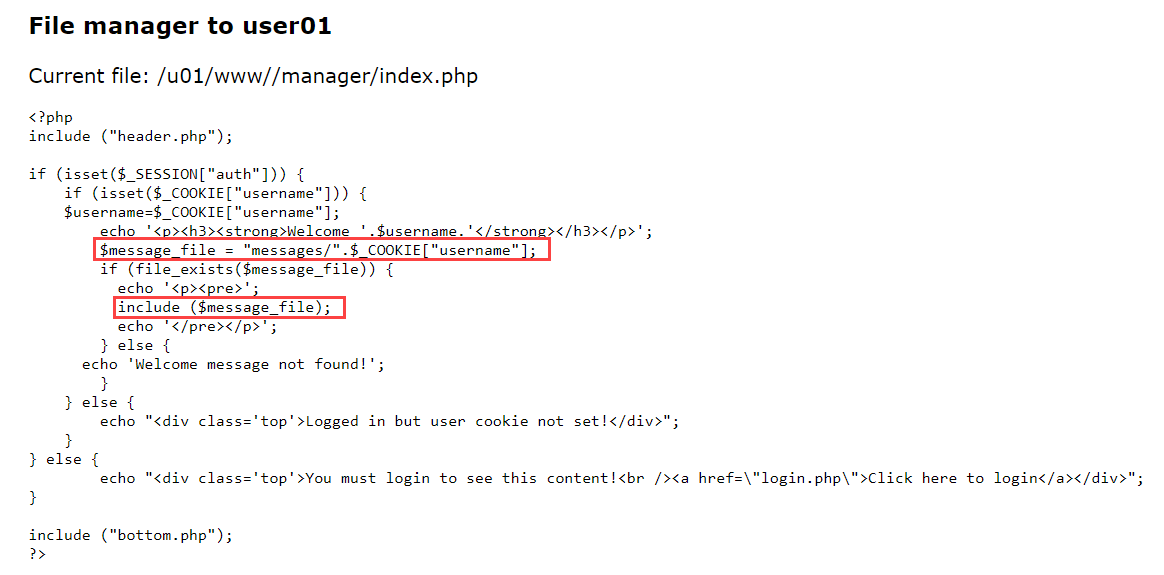 File manager to user01
Current file: /u01/www//manager/index.php
<?php
include ("header.php");
if (isset($_SESSION["auth"])) {
if (isset($_COOKIE["username"])) {
$username=$_COOKIE["username"];
echo '<p><h3><strong>Welcome '.$username.'</strong></h3></p>';
$message_file = "messages/".$_COOKIE["username"];
if (file_exists($message_file)) {
echo '<p><pre>';
include ($message_file);
echo '</pre></p>';
} else {
echo 'Welcome message not found!';
}
} else {
echo "<div class='top'>Logged in but user cookie not set!</div>";
}
} else {
echo "<div class='top'>You must login to see this content!<br /><a href=\"login.php\">Click here to login</a></div>";
}
include ("bottom.php");
?>